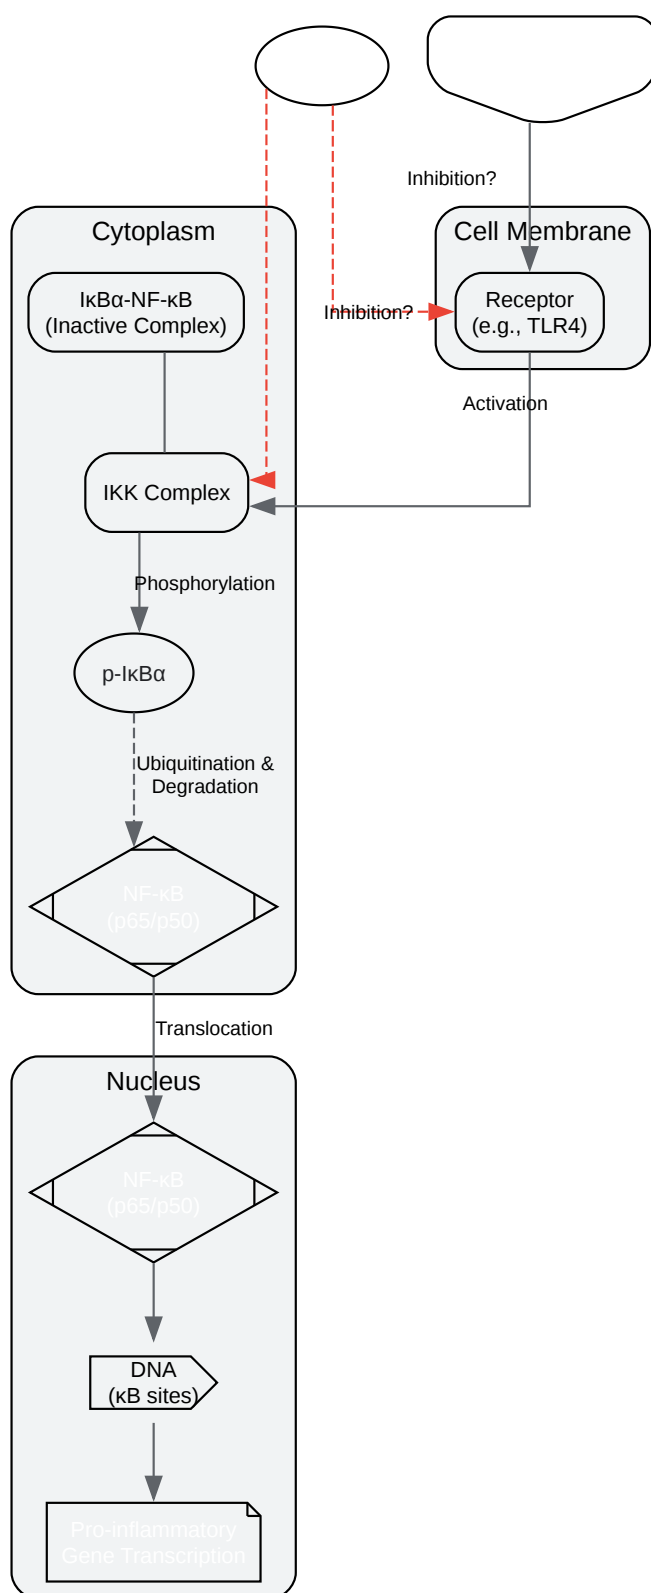 Inhibition?
Cytoplasm
Cell Membrane
IκBα-NF-κB
(Inactive Complex)
Receptor
(e.g., TLR4)
Inhibition?
Activation
IKK Complex
Phosphorylation
p-IκBα
Ubiquitination &
Degradation
NF-κB
(p65/p50)
Translocation
Nucleus
NF-κB
(p65/p50)
DNA
(κB sites)
Pro-inflammatory
Gene Transcription